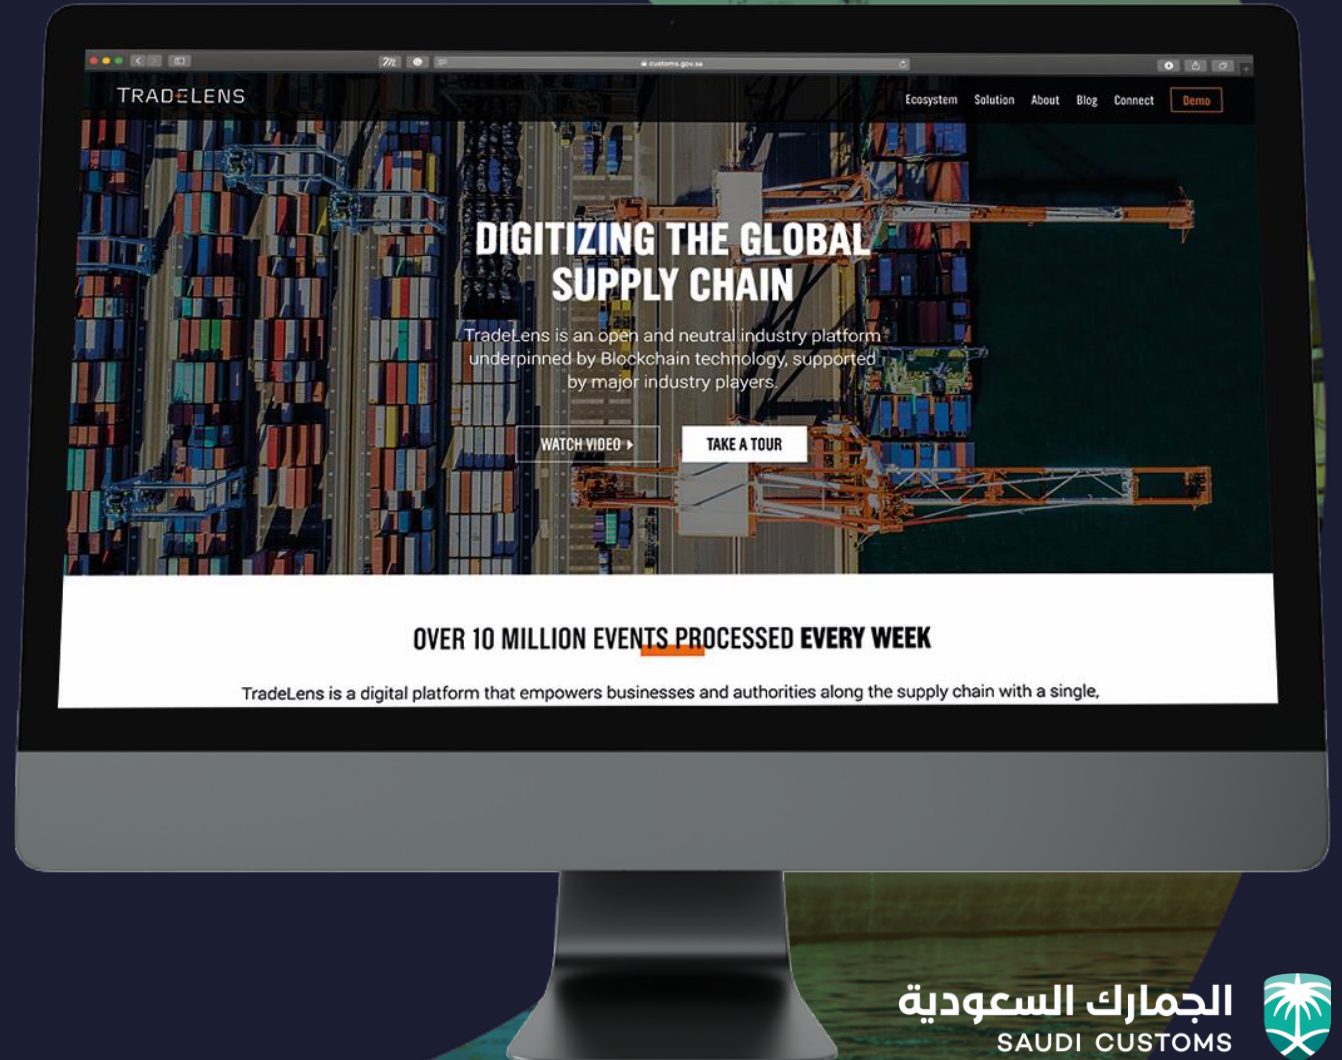 customs.gov.sa
TRADELENS
Ecosystem Solution About Blog Connect Demo
DIGITIZING THE GLOBAL
SUPPLY CHAIN
TradeLens is an open and neutral industry platform
underpinned by Blockchain technology, supported
by major industry players.
WATCH VIDEO TAKE A TOUR
OVER 10 MILLION EVENTS PROCESSED EVERY WEEK
TradeLens is a digital platform that empowers businesses and authorities along the supply chain with a single,
الجمارك السعودية
SAUDI CUSTOMS